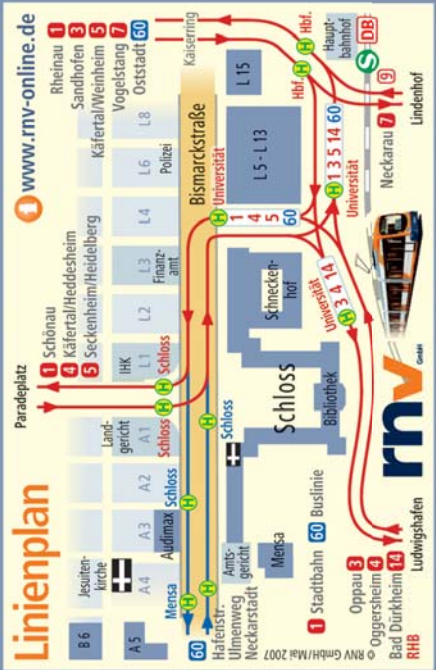 Linienplan
www.rnv-online.de
Paradeplatz
1 Schönau
4 Käfertal/Heddesheim
5 Seckenheim/Heidelberg
Rheinau 1
Sandhofen 3
Käfertal/Weinheim 5
Vogelstang 7
Oststadt 60
Kaiserring
B 6
Jesuiten-
kirche
A 5
A 4
A 3
A 2
A 1
Land-
gericht
Audimax
IHK
L 1
L 2
L 3
Finanz-
amt
L 4
L 6
Polizei
L 8
L 15
Mensa
H
Schloss
H
Schloss
H
Schloss
H
Bismarckstraße
H
Universität
H
Hbf.
H
Hbf.
Haupt-
bahnhof
DB
S
9
60
Hafenstr.
Ulmenweg
Neckarstadt
H
Schloss
H
Amts-
gericht
Mensa
Schloss
Bibliothek
Schnecken-
hof
L 5 - L 13
1
4
5
60
H
1 3 5 14 60
Universität
Universität
3 4 14
H
Lindenhof
Neckarau 7
1 Stadtbahn
60 Buslinie
Oppau 3
Oggersheim 4
Bad Dürkheim 14
RHB
Ludwigshafen
rnv
GmbH
© RNV GmbH/Mai 2007